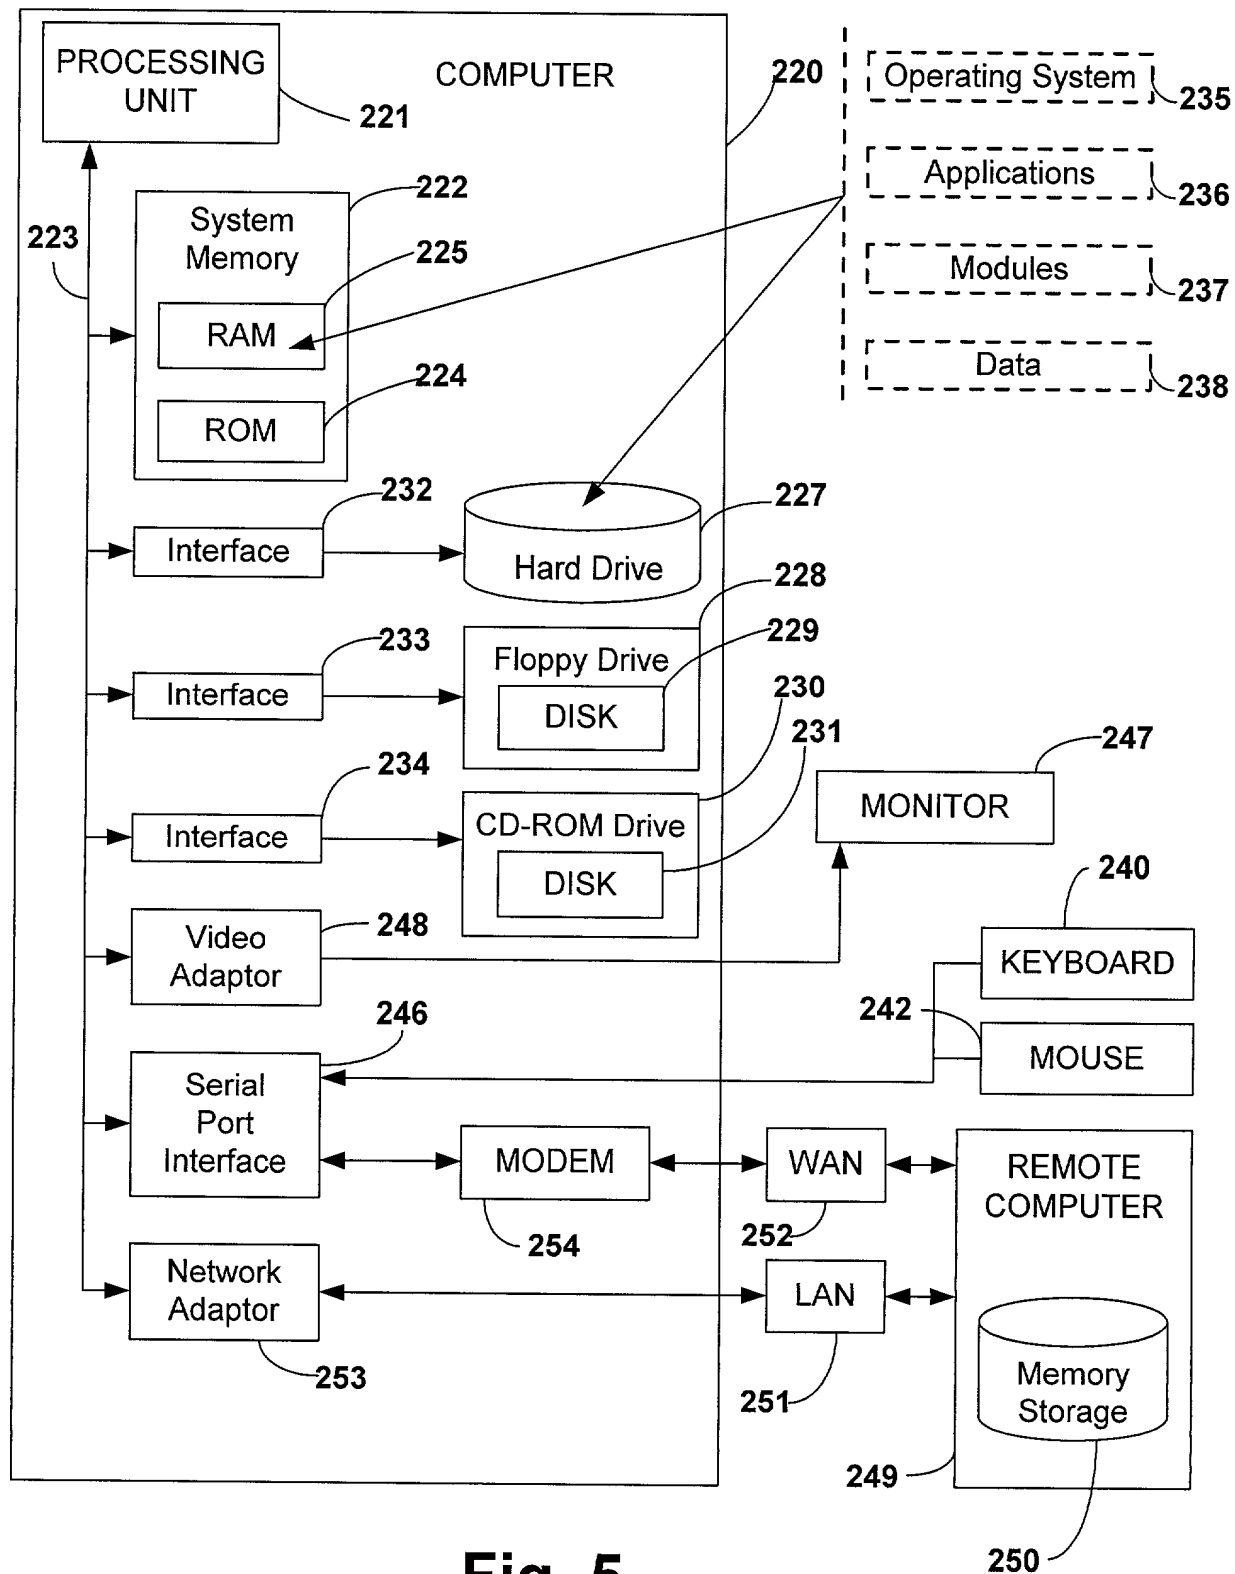 PROCESSING
UNIT
COMPUTER
220
221
Operating System
235
Applications
236
Modules
237
Data
238
222
System
Memory
223
225
RAM
224
ROM
232
Interface
227
Hard Drive
228
233
Interface
229
Floppy Drive
DISK
230
231
234
Interface
CD-ROM Drive
DISK
247
MONITOR
248
Video
Adaptor
240
KEYBOARD
242
MOUSE
246
Serial
Port
Interface
MODEM
254
WAN
252
REMOTE
COMPUTER
Network
Adaptor
253
LAN
251
Memory
Storage
249
250
Fig. 5